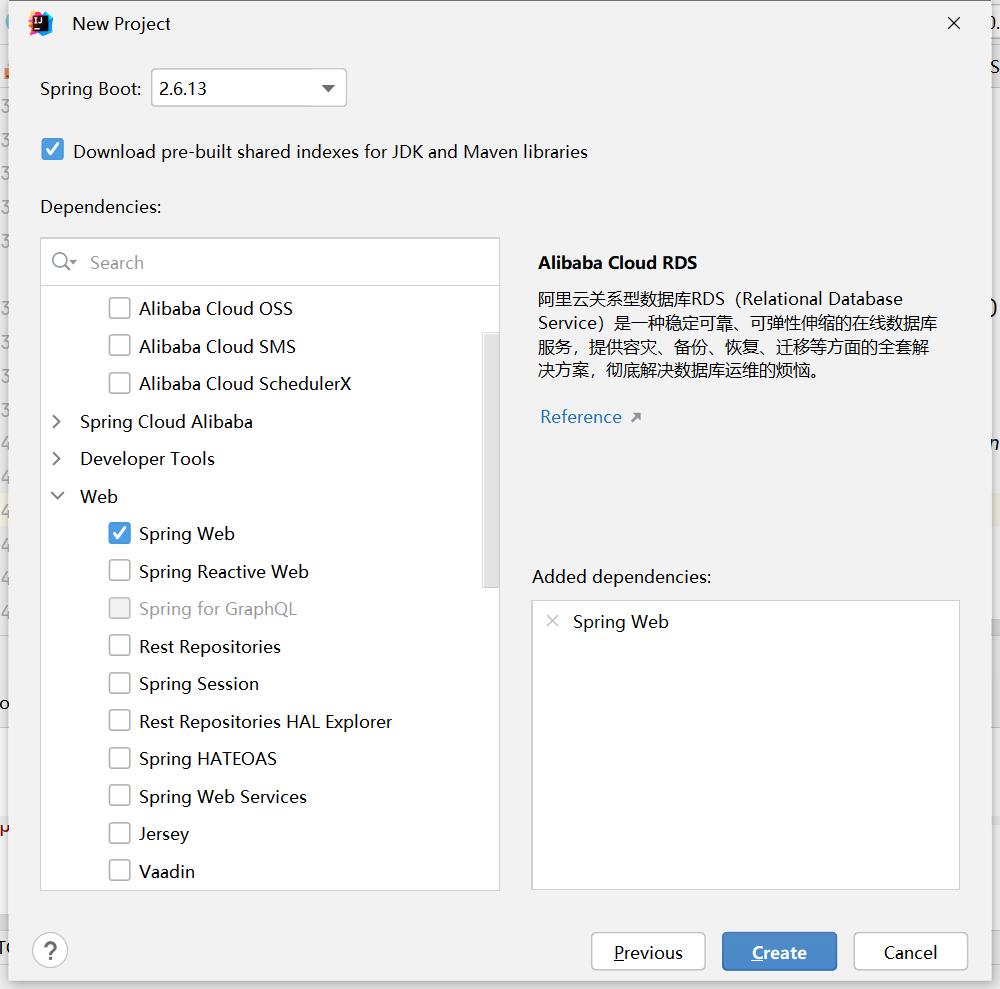 New Project
Spring Boot:
2.6.13
Download pre-built shared indexes for JDK and Maven libraries
Dependencies:
Search
Alibaba Cloud OSS
Alibaba Cloud SMS
Alibaba Cloud SchedulerX
Spring Cloud Alibaba
Developer Tools
Web
Spring Web
Spring Reactive Web
Spring for GraphQL
Rest Repositories
Spring Session
Rest Repositories HAL Explorer
Spring HATEOAS
Spring Web Services
Jersey
Vaadin
Alibaba Cloud RDS
阿里云关系型数据库RDS（Relational Database
Service）是一种稳定可靠、可弹性伸缩的在线数据库
服务，提供容灾、备份、恢复、迁移等方面的全套解
决方案，彻底解决数据库运维的烦恼。
Reference
Added dependencies:
Spring Web
?
Previous
Create
Cancel